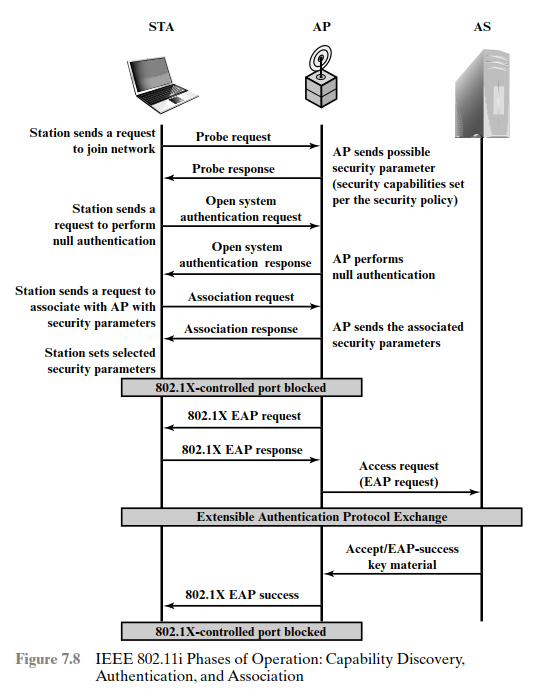 STA
AP
AS
Station sends a request
to join network
Probe request
AP sends possible
security parameter
(security capabilities set
per the security policy)
Probe response
Station sends a
request to perform
null authentication
Open system
authentication request
Open system
authentication response
AP performs
null authentication
Station sends a request to
associate with AP with
security parameters
Association request
Association response
AP sends the associated
security parameters
Station sets selected
security parameters
802.1X-controlled port blocked
802.1X EAP request
802.1X EAP response
Access request
(EAP request)
Extensible Authentication Protocol Exchange
Accept/EAP-success
key material
802.1X EAP success
802.1X-controlled port blocked
Figure 7.8 IEEE 802.11i Phases of Operation: Capability Discovery,
Authentication, and Association